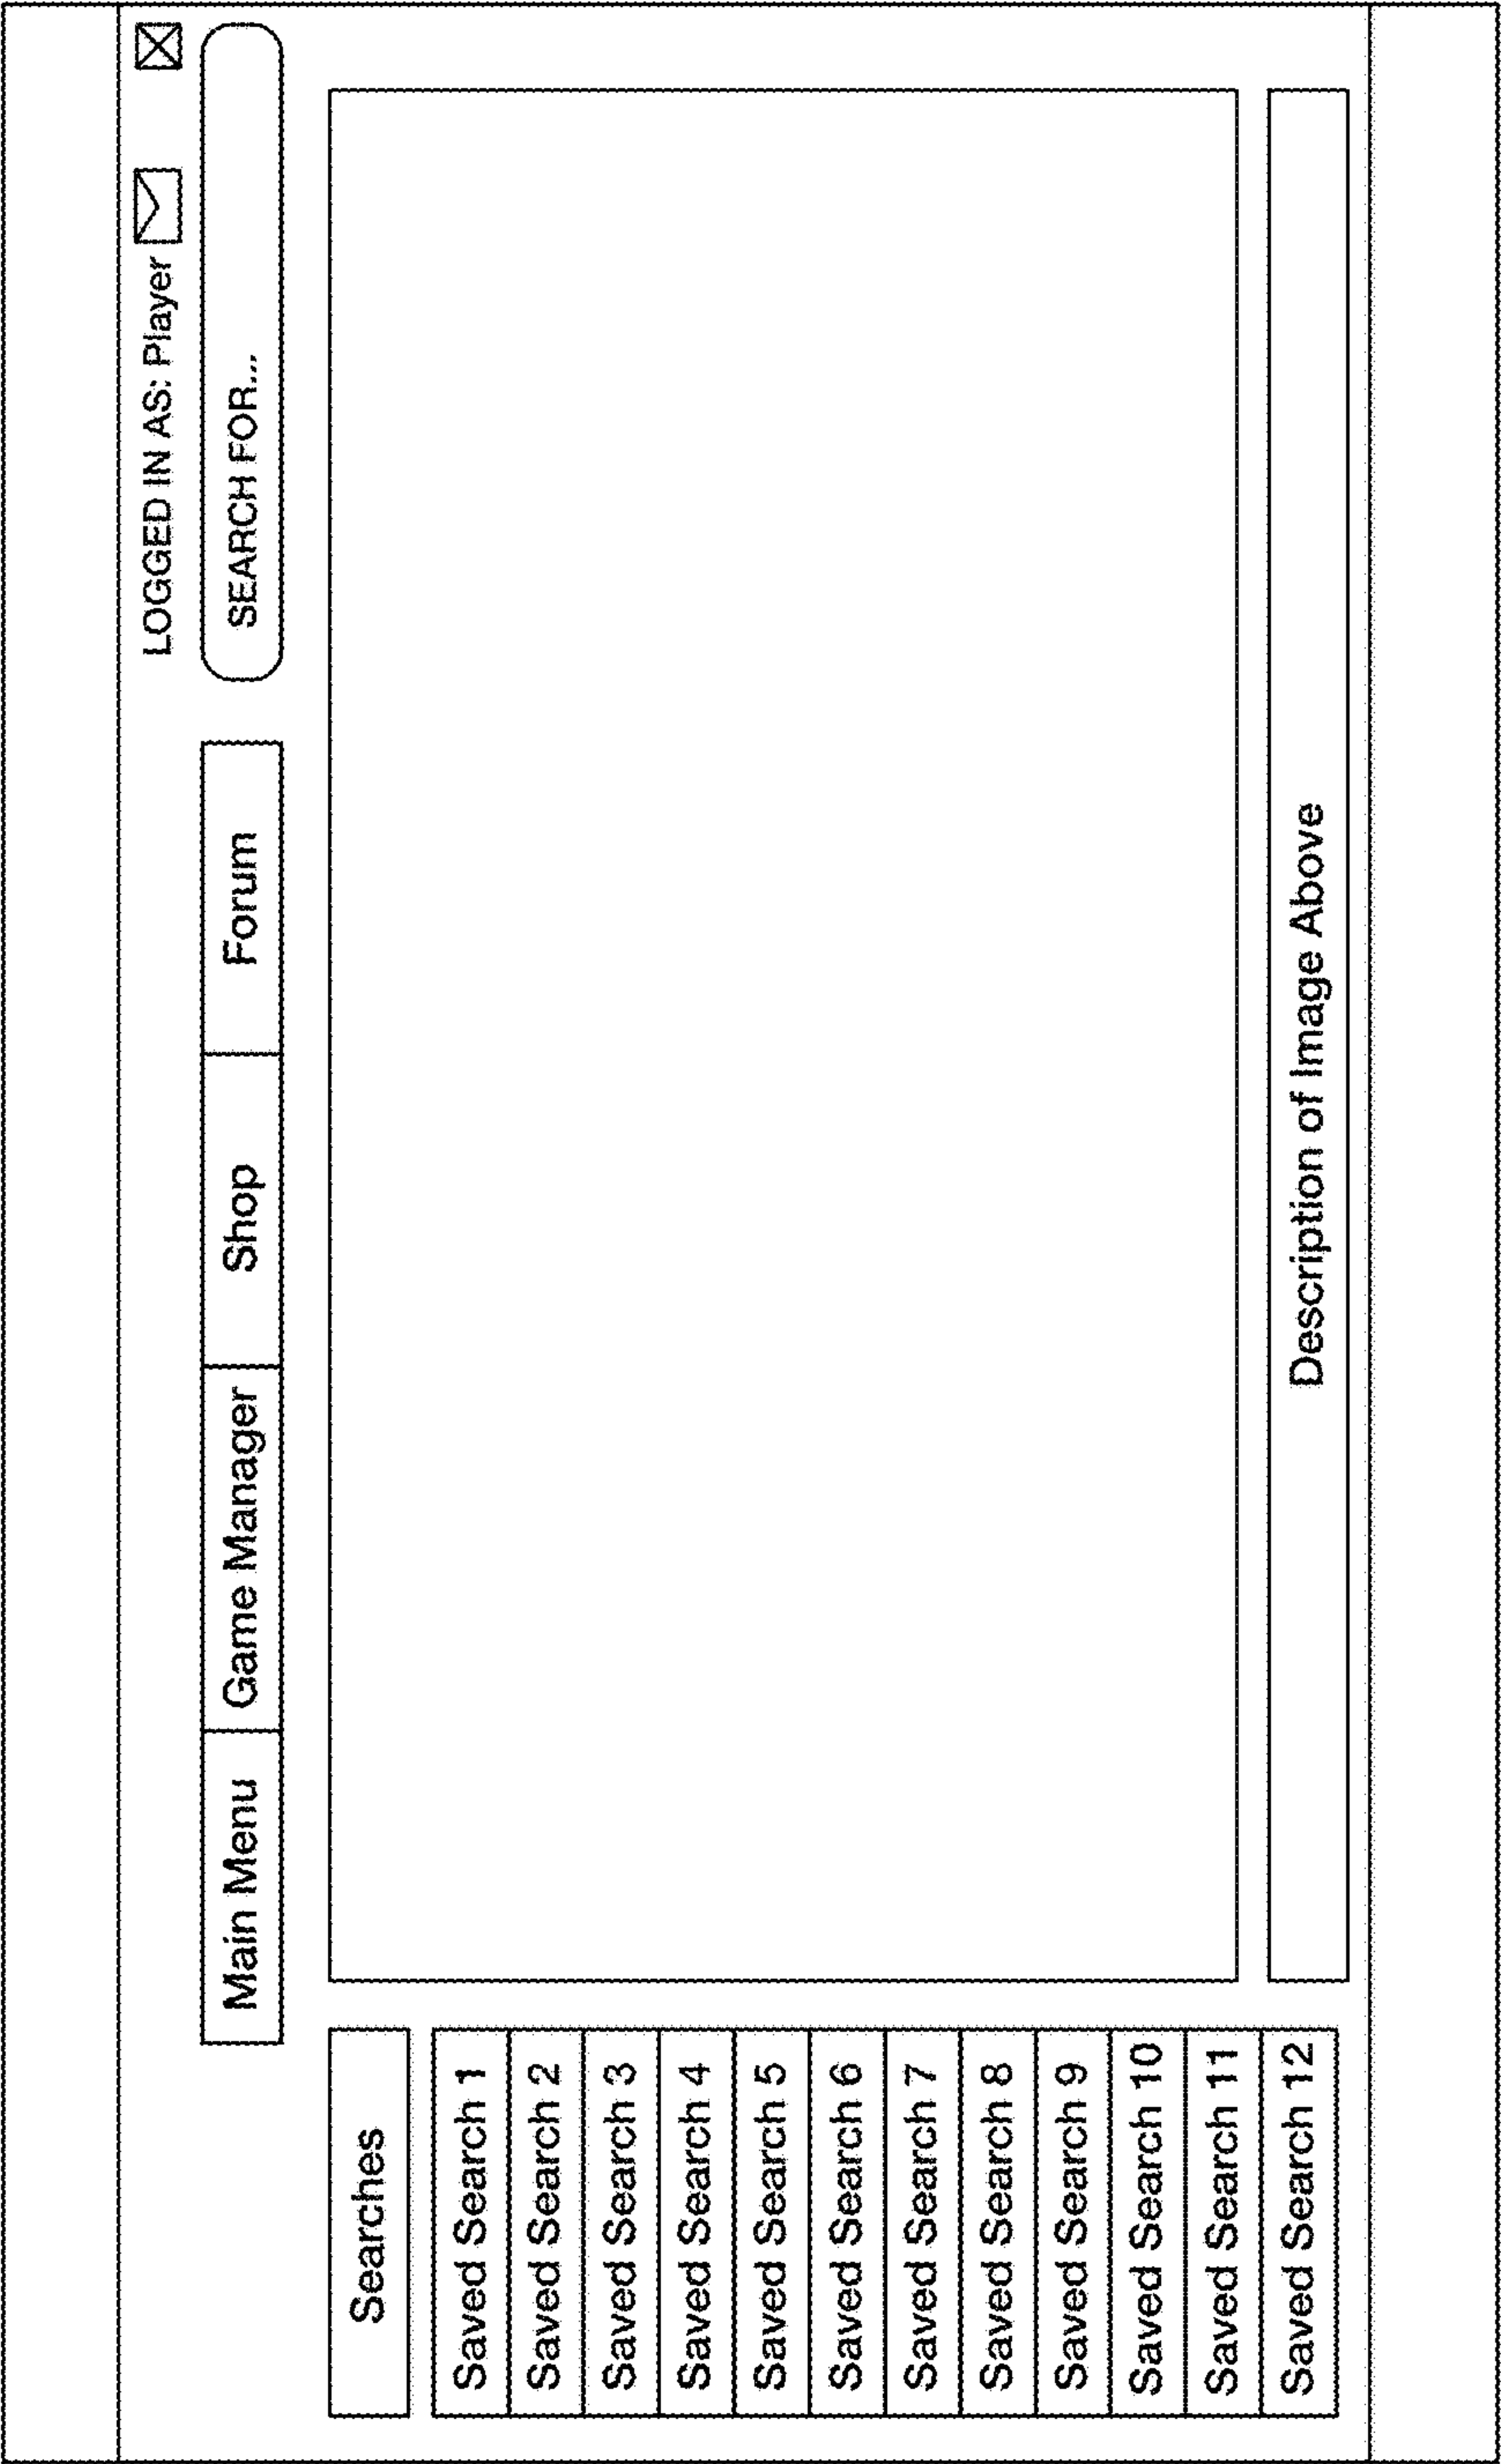 LOGGED IN AS: Player
Main Menu
Game Manager
Shop
Forum
SEARCH FOR...
Searches
Saved Search 1
Saved Search 2
Saved Search 3
Saved Search 4
Saved Search 5
Saved Search 6
Saved Search 7
Saved Search 8
Saved Search 9
Saved Search 10
Saved Search 11
Saved Search 12
Description of Image Above